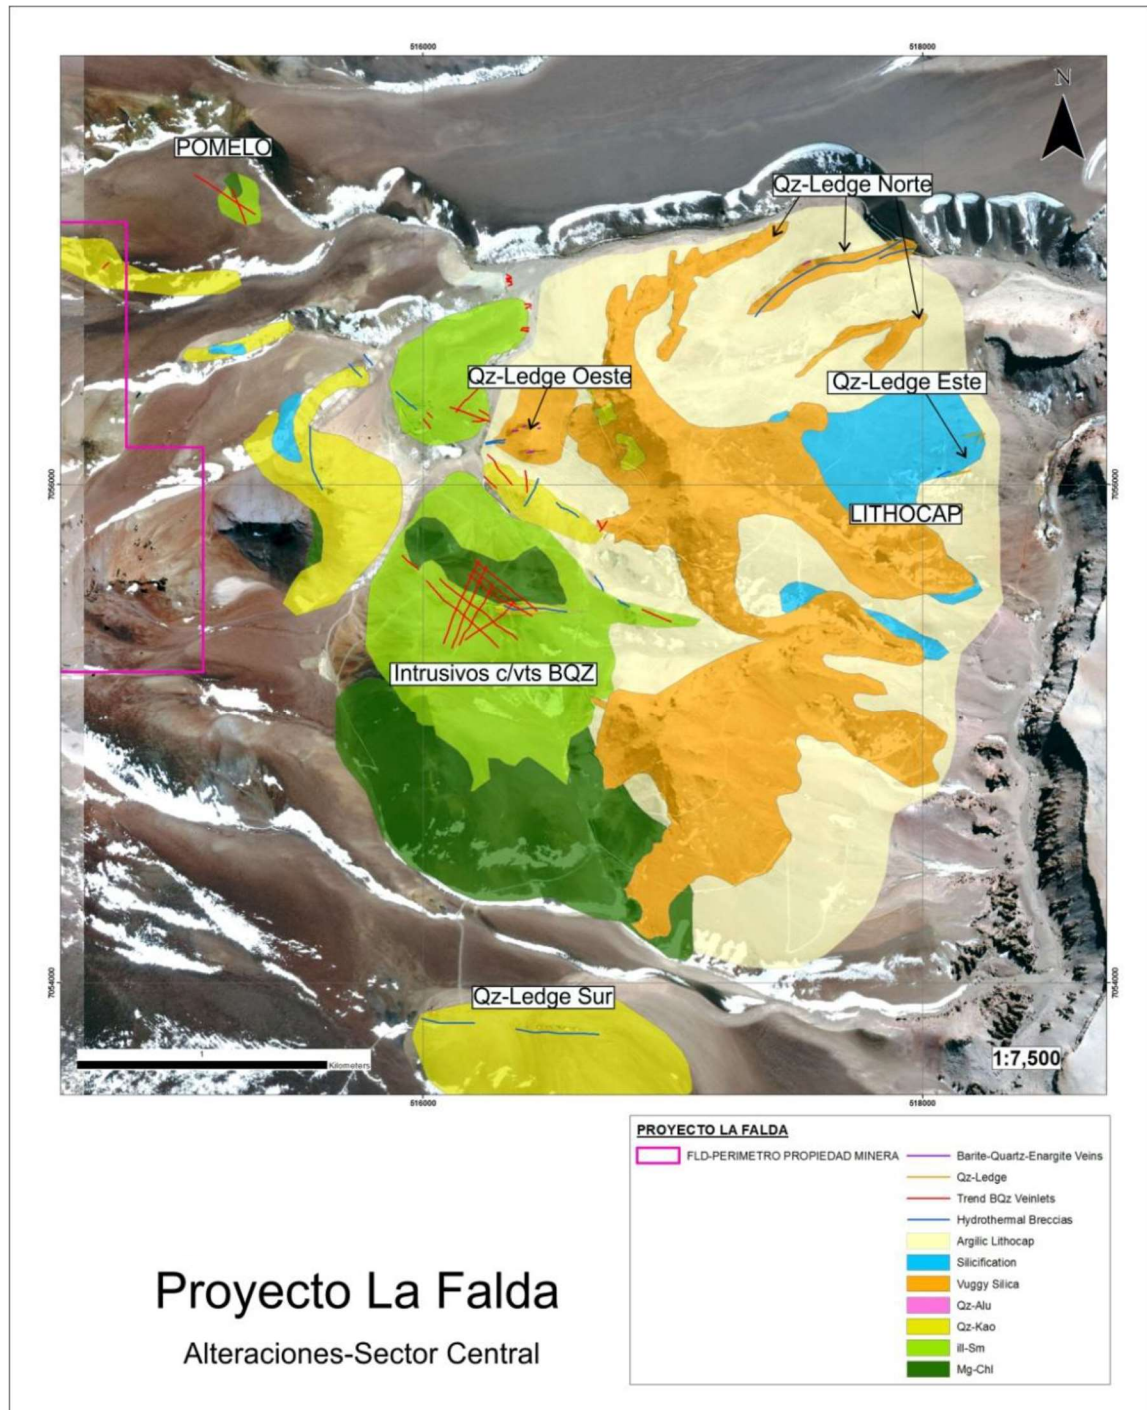 516000
518000
N
POMELO
Qz-Ledge Norte
Qz-Ledge Oeste
Qz-Ledge Este
7056000
7056000
LITHOCAP
Intrusivos c/vts BQZ
7054000
7054000
Qz-Ledge Sur
1
Kilometers
1:7,500
516000
518000
PROYECTO LA FALDA
FLD-PERIMETRO PROPIEDAD MINERA
Barite-Quartz-Enargite Veins
Qz-Ledge
Trend BQz Veinlets
Hydrothermal Breccias
Argilic Lithocap
Silicification
Vuggy Silica
Qz-Alu
Qz-Kao
ill-Sm
Mg-Chl
Proyecto La Falda
Alteraciones-Sector Central